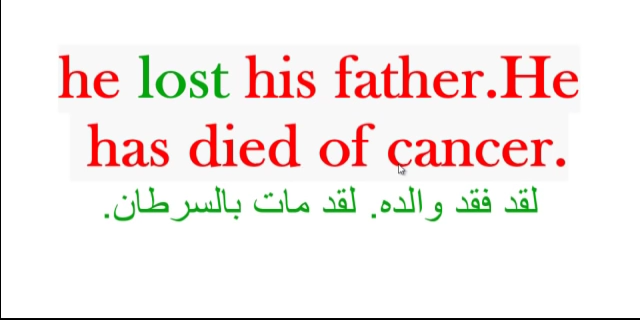 he lost his father.He
has died of cancer.
لقد فقد والده. لقد مات بالسرطان.